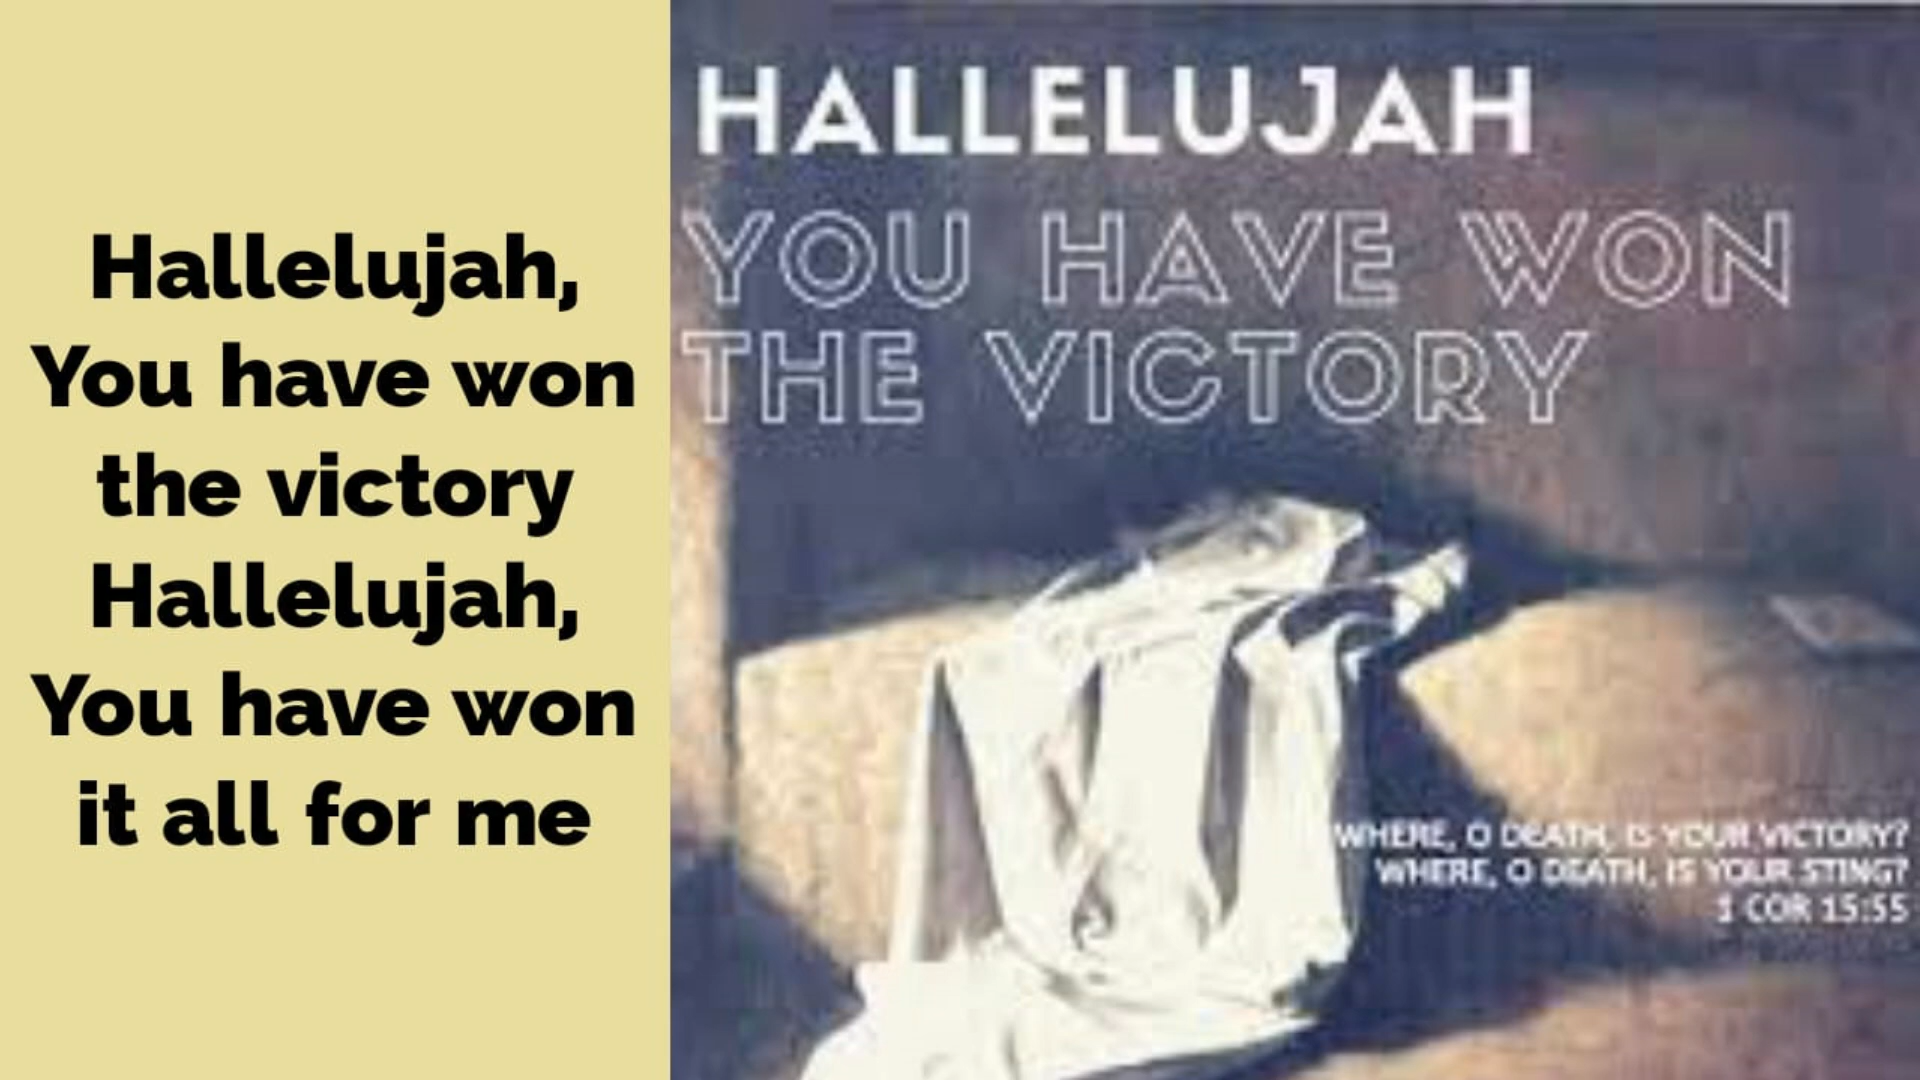 Hallelujah,
You have won
the victory
Hallelujah,
You have won
it all for me
HALLELUJAH
YOU HAVE WON
THE VICTORY
WHERE, O DEATH, IS YOUR VICTORY?
WHERE, O DEATH, IS YOUR STING?
1 COR 15:55